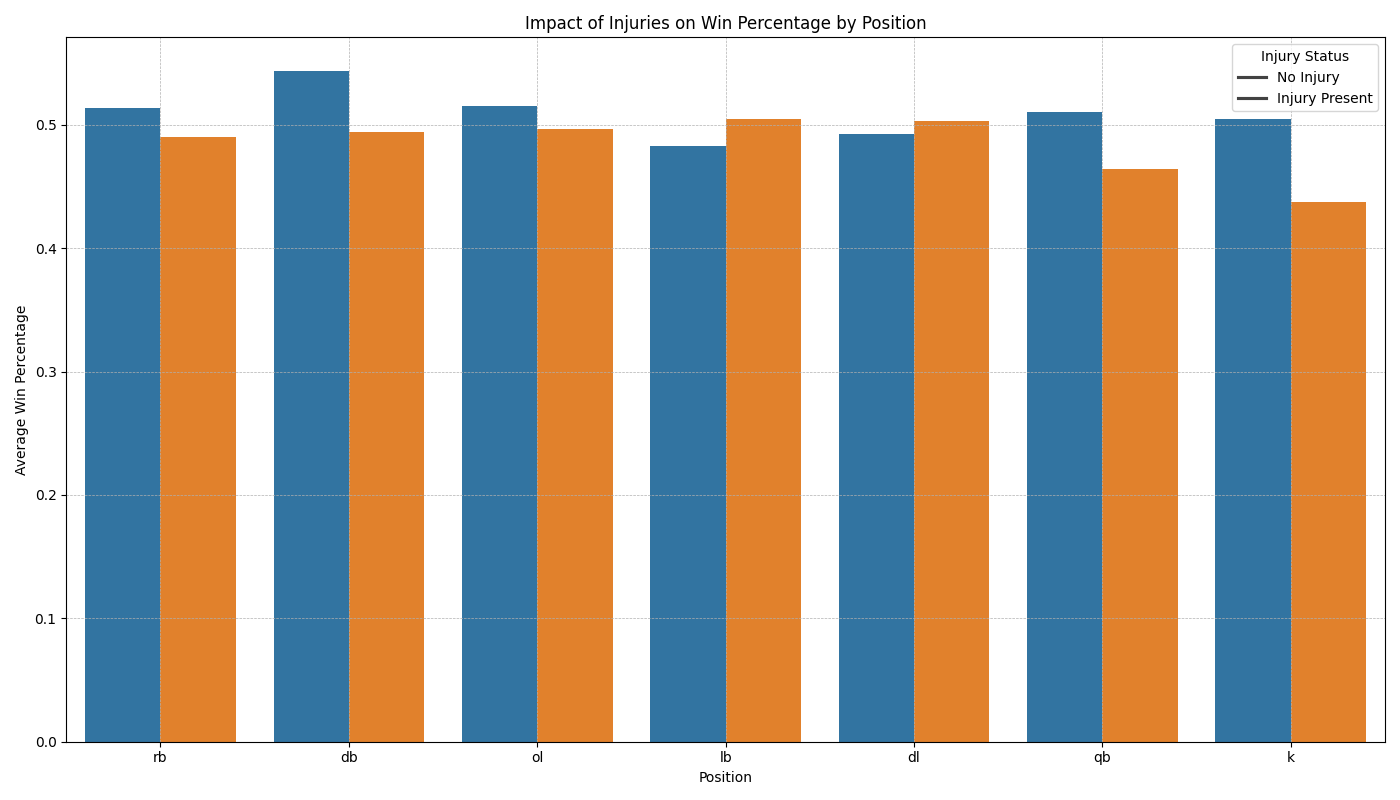 Impact of Injuries on Win Percentage by Position
Injury Status
No Injury
Injury Present
Average Win Percentage
0.5
0.4
0.3
0.2
0.1
0.0
rb db ol lb dl qb k
Position